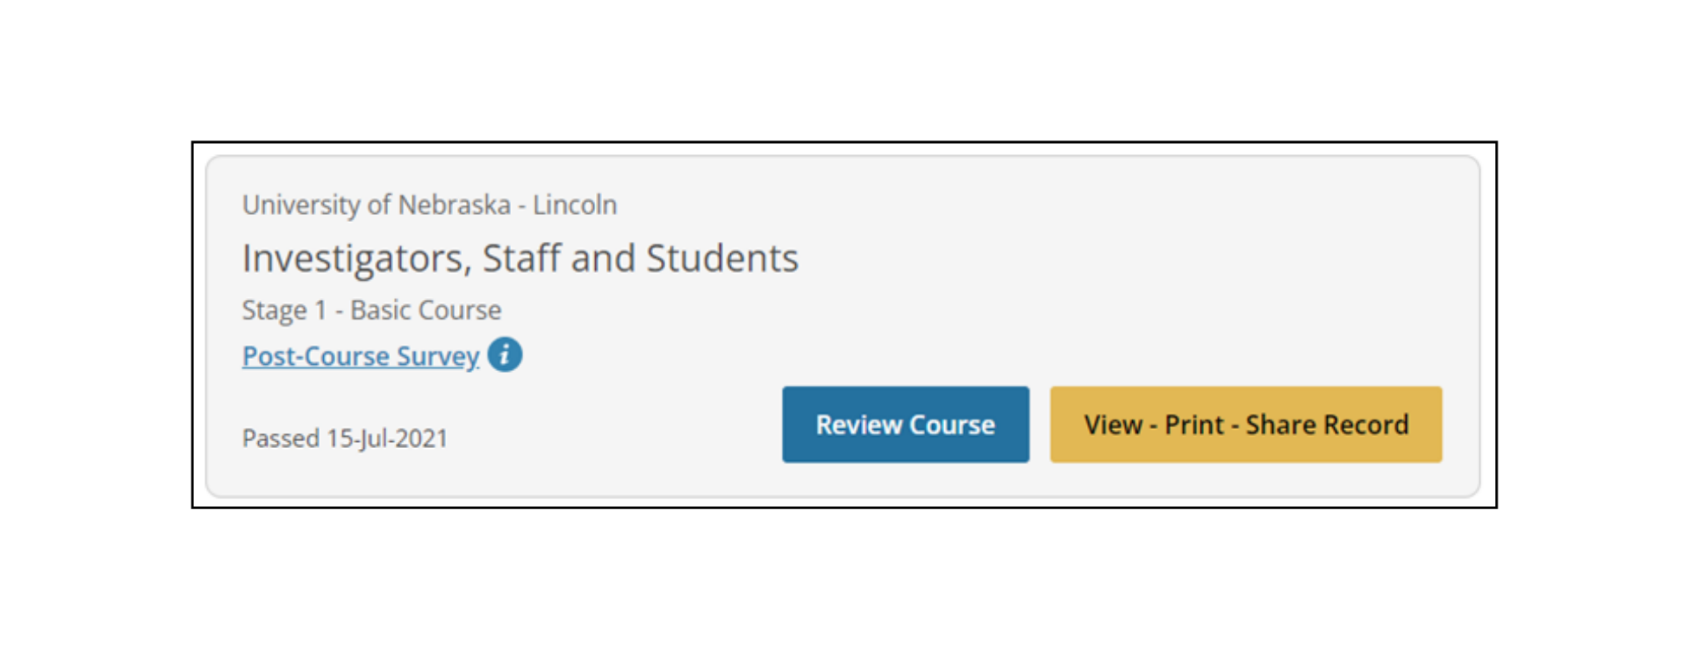 University of Nebraska - Lincoln
Investigators, Staff and Students
Stage 1 - Basic Course
Post-Course Survey i
Passed 15-Jul-2021
Review Course
View - Print - Share Record